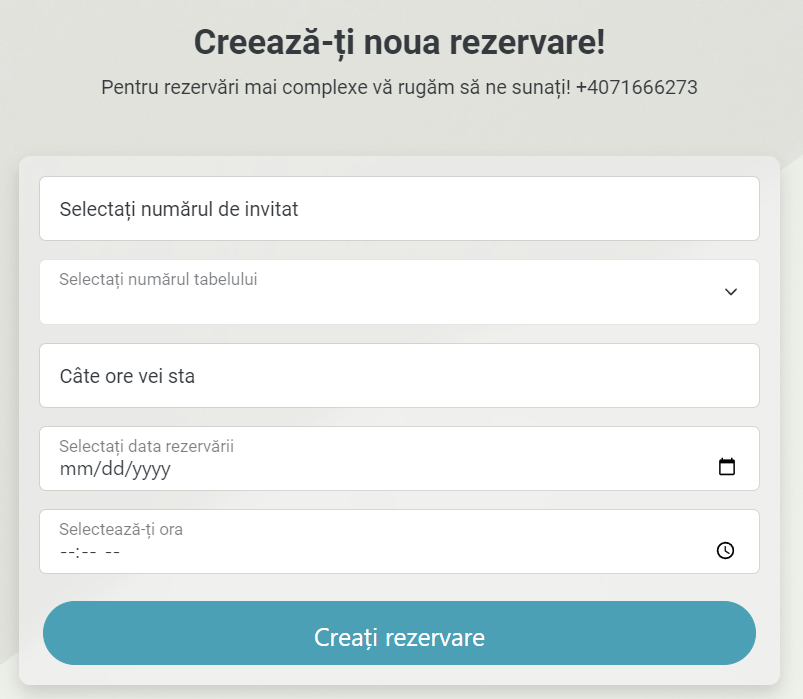 Creează-ți noua rezervare!
Pentru rezervări mai complexe vă rugăm să ne sunați! +4071666273
Selectați numărul de invitat
Selectați numărul tabelului
Câte ore vei sta
Selectați data rezervării
mm/dd/yyyy
Selectează-ți ora
--:-- --
Creați rezervare